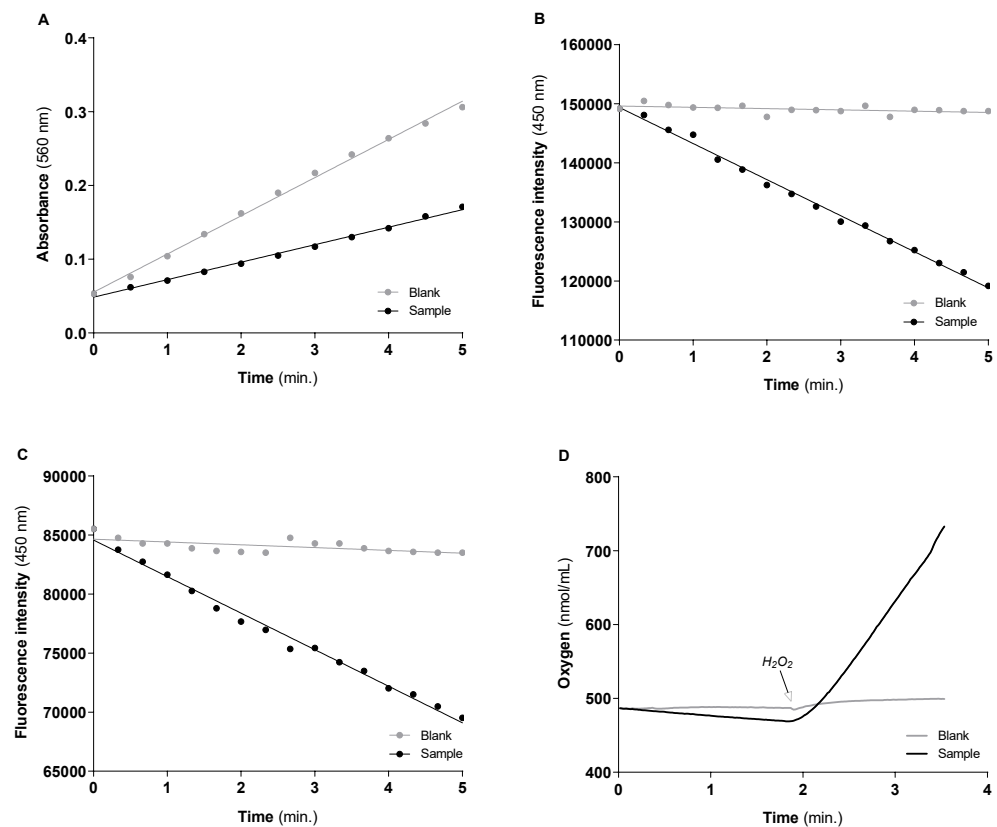 A
Absorbance (560 nm)
0.4
0.3
0.2
0.1
0.0
0 1 2 3 4 5
Time (min.)
Blank
Sample
B
Fluorescence intensity (450 nm)
160000
150000
140000
130000
120000
110000
0 1 2 3 4 5
Time (min.)
Blank
Sample
C
Fluorescence intensity (450 nm)
90000
85000
80000
75000
70000
65000
0 1 2 3 4 5
Time (min.)
Blank
Sample
D
Oxygen (nmol/mL)
800
700
600
500
400
H2O2
0 1 2 3 4
Time (min.)
Blank
Sample